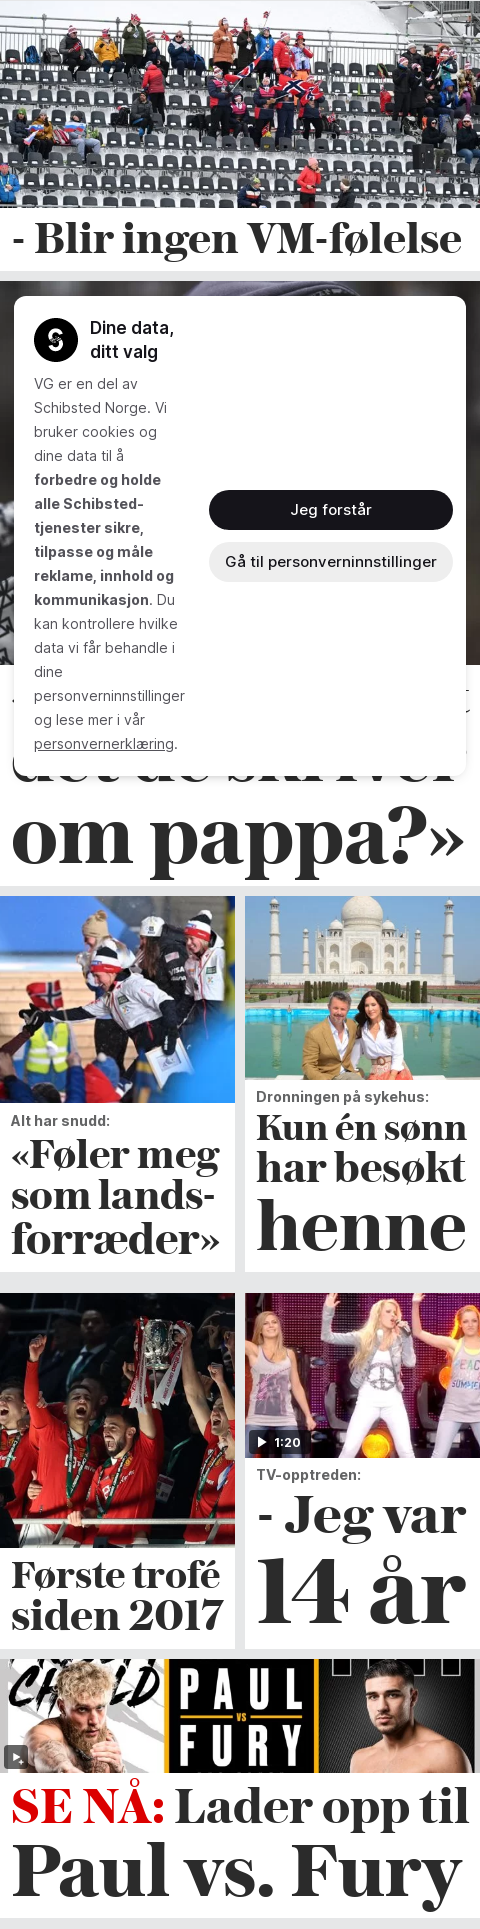 - Blir ingen VM-følelse
Dine data,
ditt valg
VG er en del av
Schibsted Norge. Vi
bruker cookies og
dine data til å
forbedre og holde
alle Schibsted-
tjenester sikre,
tilpasse og måle
reklame, innhold og
kommunikasjon. Du
kan kontrollere hvilke
data vi får behandle i
dine
personverninnstillinger
og lese mer i vår
personvernerklæring.
Jeg forstår
Gå til personverninnstillinger
det de skriver
om pappa?»
Alt har snudd:
«Føler meg
som lands-
forræder»
Dronningen på sykehus:
Kun én sønn
har besøkt
henne
Første trofé
siden 2017
1:20
TV-opptreden:
- Jeg var
14 år
PAUL
VS
FURY
SE NÅ: Lader opp til
Paul vs. Fury